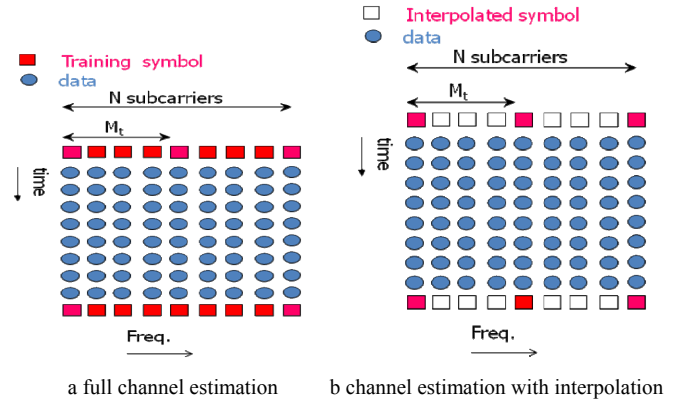 Training symbol
data
N subcarriers
Mt
time
Freq.
a full channel estimation
Interpolated symbol
data
N subcarriers
Mt
time
Freq.
b channel estimation with interpolation